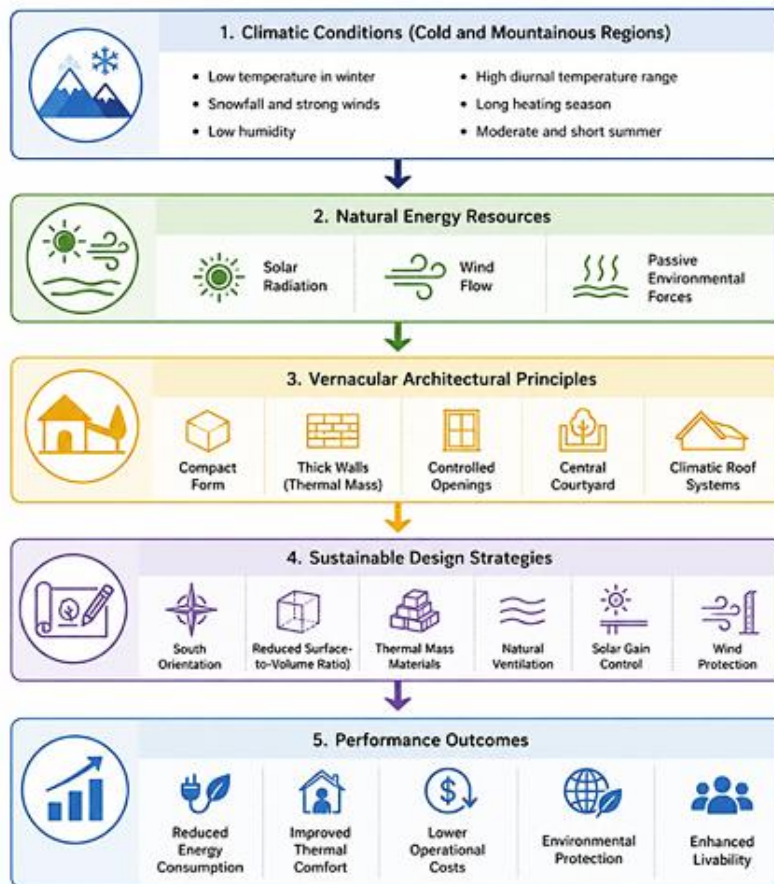 1. Climatic Conditions (Cold and Mountainous Regions)
• Low temperature in winter
• Snowfall and strong winds
• Low humidity
• High diurnal temperature range
• Long heating season
• Moderate and short summer
2. Natural Energy Resources
Solar
Radiation
Wind
Flow
Passive
Environmental
Forces
3. Vernacular Architectural Principles
Compact
Form
Thick Walls
(Thermal Mass)
Controlled
Openings
Central
Courtyard
Climatic Roof
Systems
4. Sustainable Design Strategies
South
Orientation
Reduced Surface-
to-Volume Ratio)
Thermal Mass
Materials
Natural
Ventilation
Solar Gain
Control
Wind
Protection
5. Performance Outcomes
Reduced
Energy
Consumption
Improved
Thermal
Comfort
$
Lower
Operational
Costs
Environmental
Protection
Enhanced
Livability